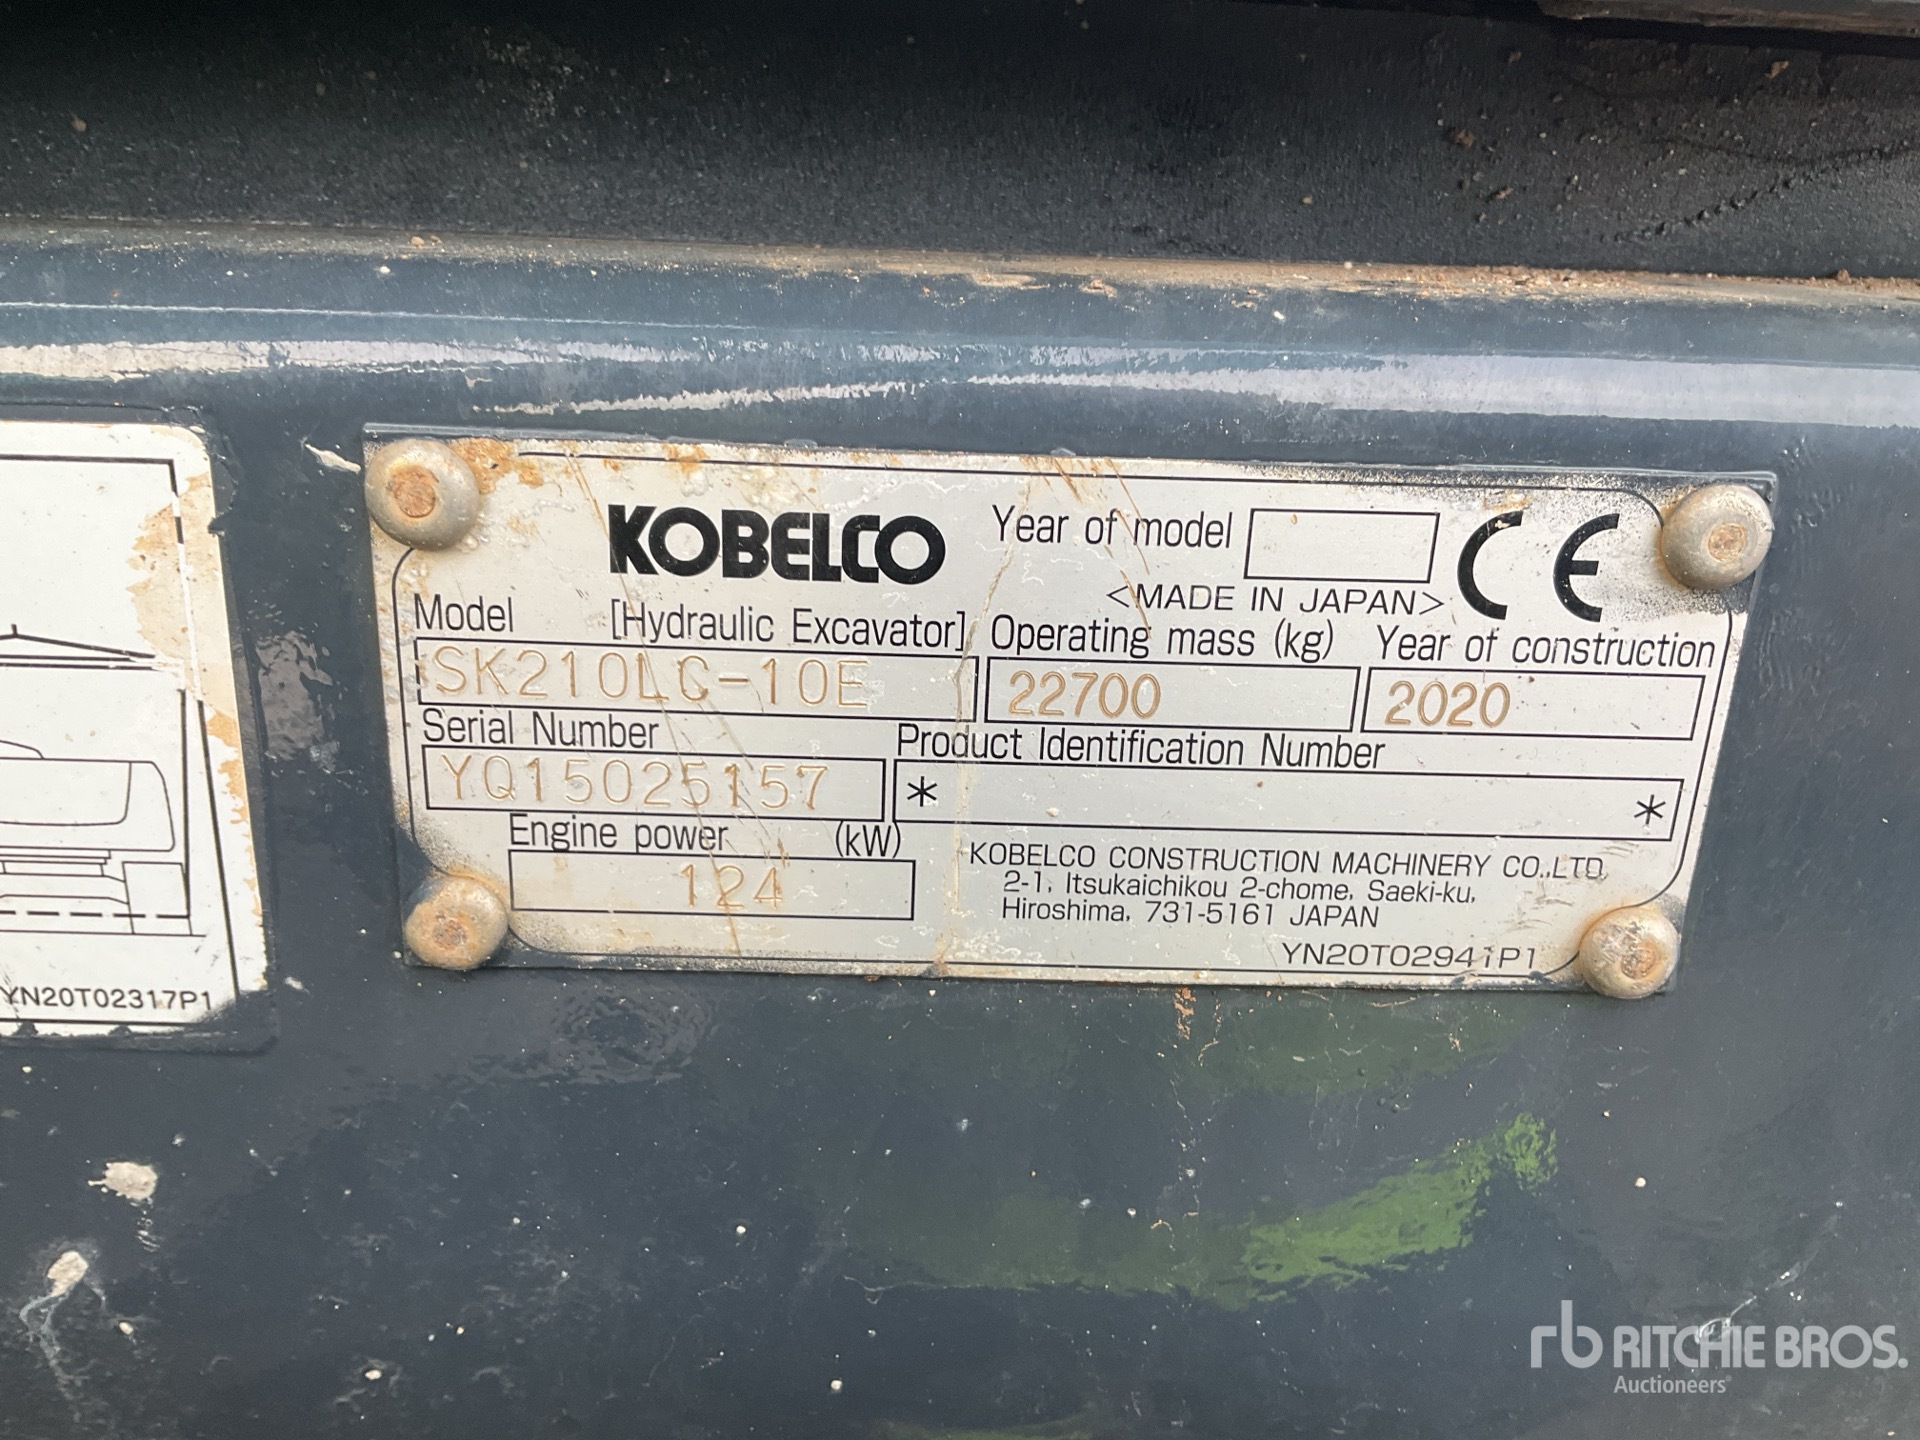 KOBELCO
Year of model
CE
<MADE IN JAPAN>
Model [Hydraulic Excavator] Operating mass (kg) Year of construction
SK210LC-10E 22700 2020
Serial Number Product Identification Number
YQ15025157 * *
Engine power (kW)
124
KOBELCO CONSTRUCTION MACHINERY CO.,LTD.
2-1, Itsukaichikou 2-chome, Saeki-ku,
Hiroshima, 731-5161 JAPAN
YN20T02941P1
YN20T02317P1
rb RITCHIE BROS.
Auctioneers